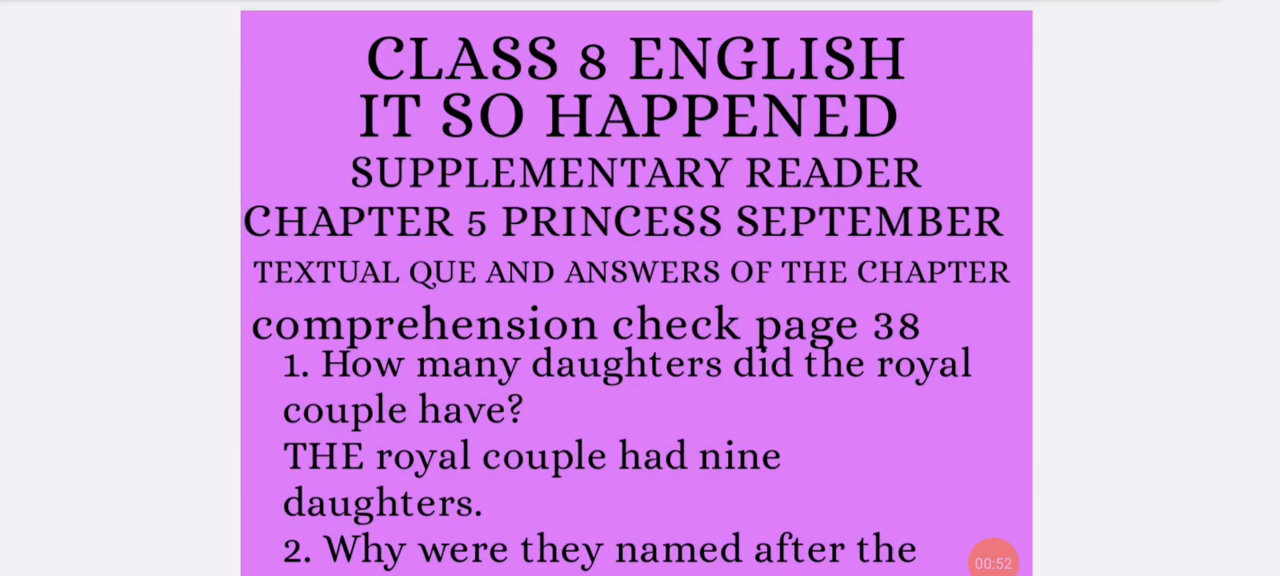 CLASS 8 ENGLISH
IT SO HAPPENED
SUPPLEMENTARY READER
CHAPTER 5 PRINCESS SEPTEMBER
TEXTUAL QUE AND ANSWERS OF THE CHAPTER
comprehension check page 38
1. How many daughters did the royal
couple have?
THE royal couple had nine
daughters.
2. Why were they named after the
00:52